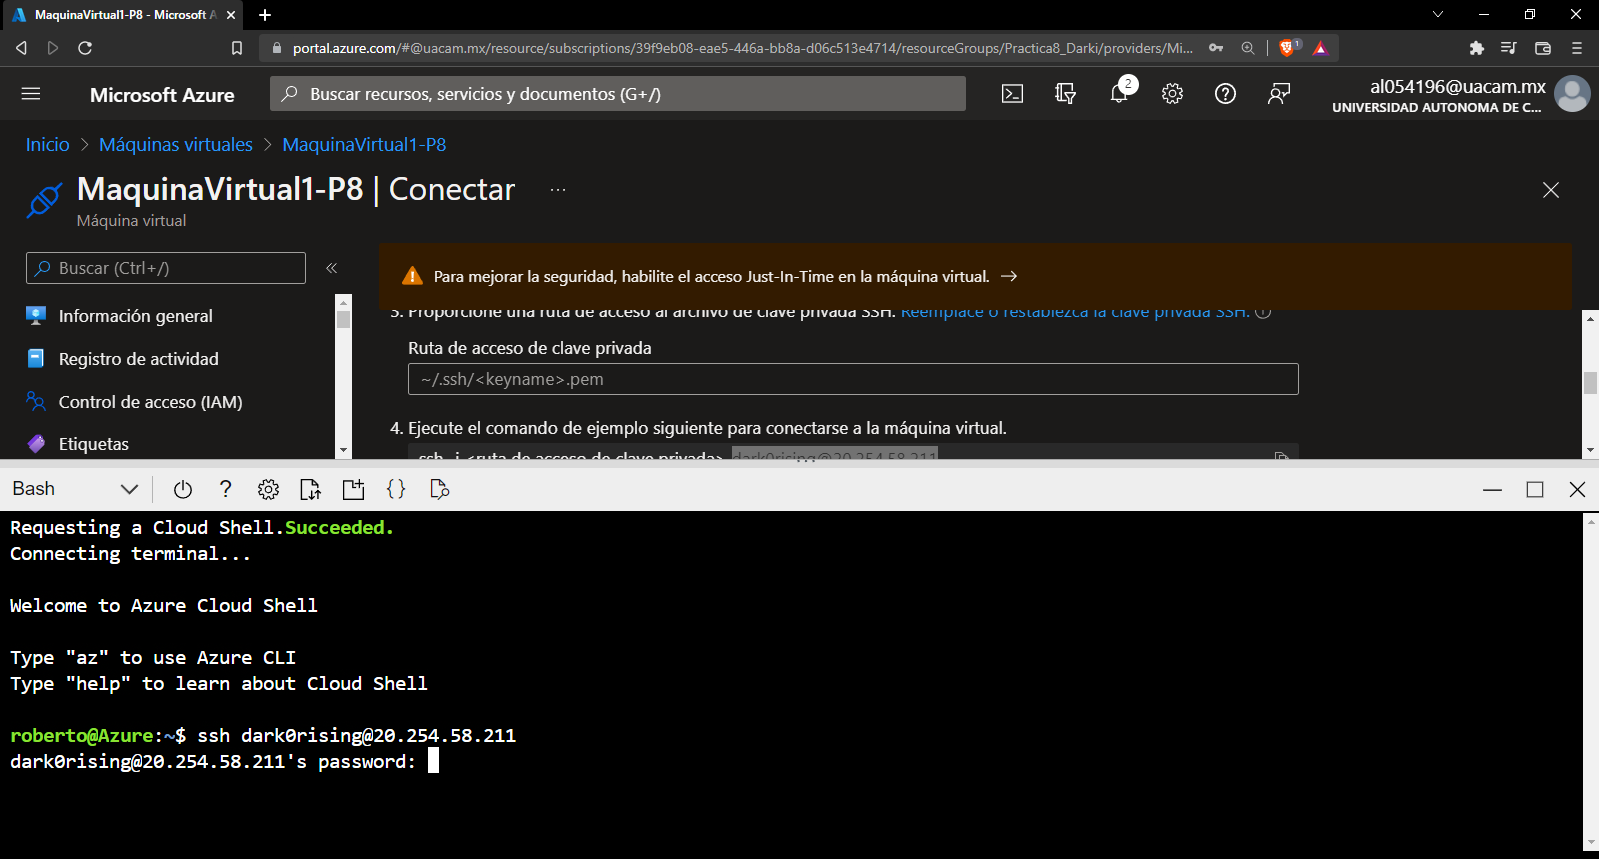 MaquinaVirtual1-P8 - Microsoft A
portal.azure.com/#@uacam.mx/resource/subscriptions/39f9eb08-eae5-446a-bb8a-d06c513e4714/resourceGroups/Practica8_Darki/providers/Mi...
1
Microsoft Azure
Buscar recursos, servicios y documentos (G+/)
2
al054196@uacam.mx
UNIVERSIDAD AUTONOMA DE C...
Inicio > Máquinas virtuales > MaquinaVirtual1-P8
MaquinaVirtual1-P8 | Conectar ...
Máquina virtual
Buscar (Ctrl+/)
«
Información general
Registro de actividad
Control de acceso (IAM)
Etiquetas
Para mejorar la seguridad, habilite el acceso Just-In-Time en la máquina virtual. →
3. Proporcione una ruta de acceso al archivo de clave privada SSH. Reemplace o restablezca la clave privada SSH.
Ruta de acceso de clave privada
~/.ssh/<keyname>.pem
4. Ejecute el comando de ejemplo siguiente para conectarse a la máquina virtual.
ssh -i <ruta de acceso de clave privada> dark0rising@20.254.58.211
Bash
?
{}
Requesting a Cloud Shell.Succeeded.
Connecting terminal...
Welcome to Azure Cloud Shell
Type "az" to use Azure CLI
Type "help" to learn about Cloud Shell
roberto@Azure:~$ ssh dark0rising@20.254.58.211
dark0rising@20.254.58.211's password: